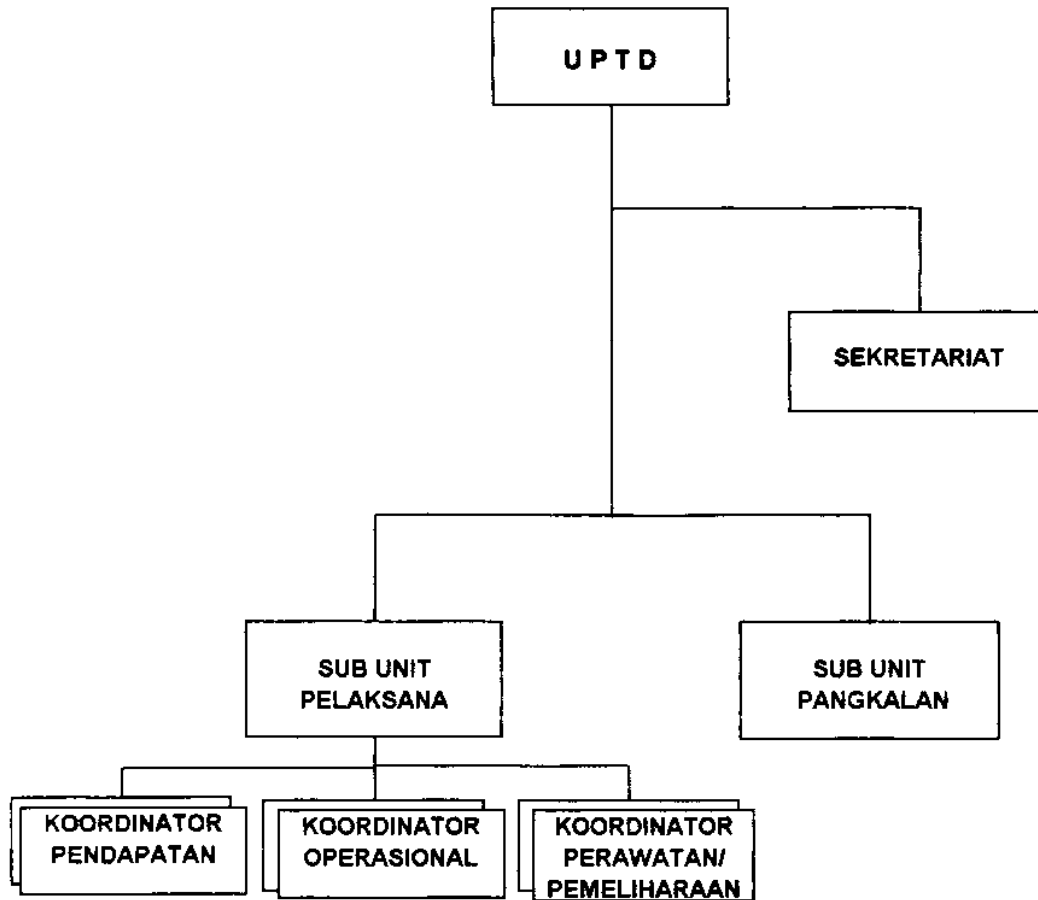 U P T D
SEKRETARIAT
SUB UNIT
PELAKSANA
SUB UNIT
PANGKALAN
KOORDINATOR
PENDAPATAN
KOORDINATOR
OPERASIONAL
KOORDINATOR
PERAWATAN/
PEMELIHARAAN